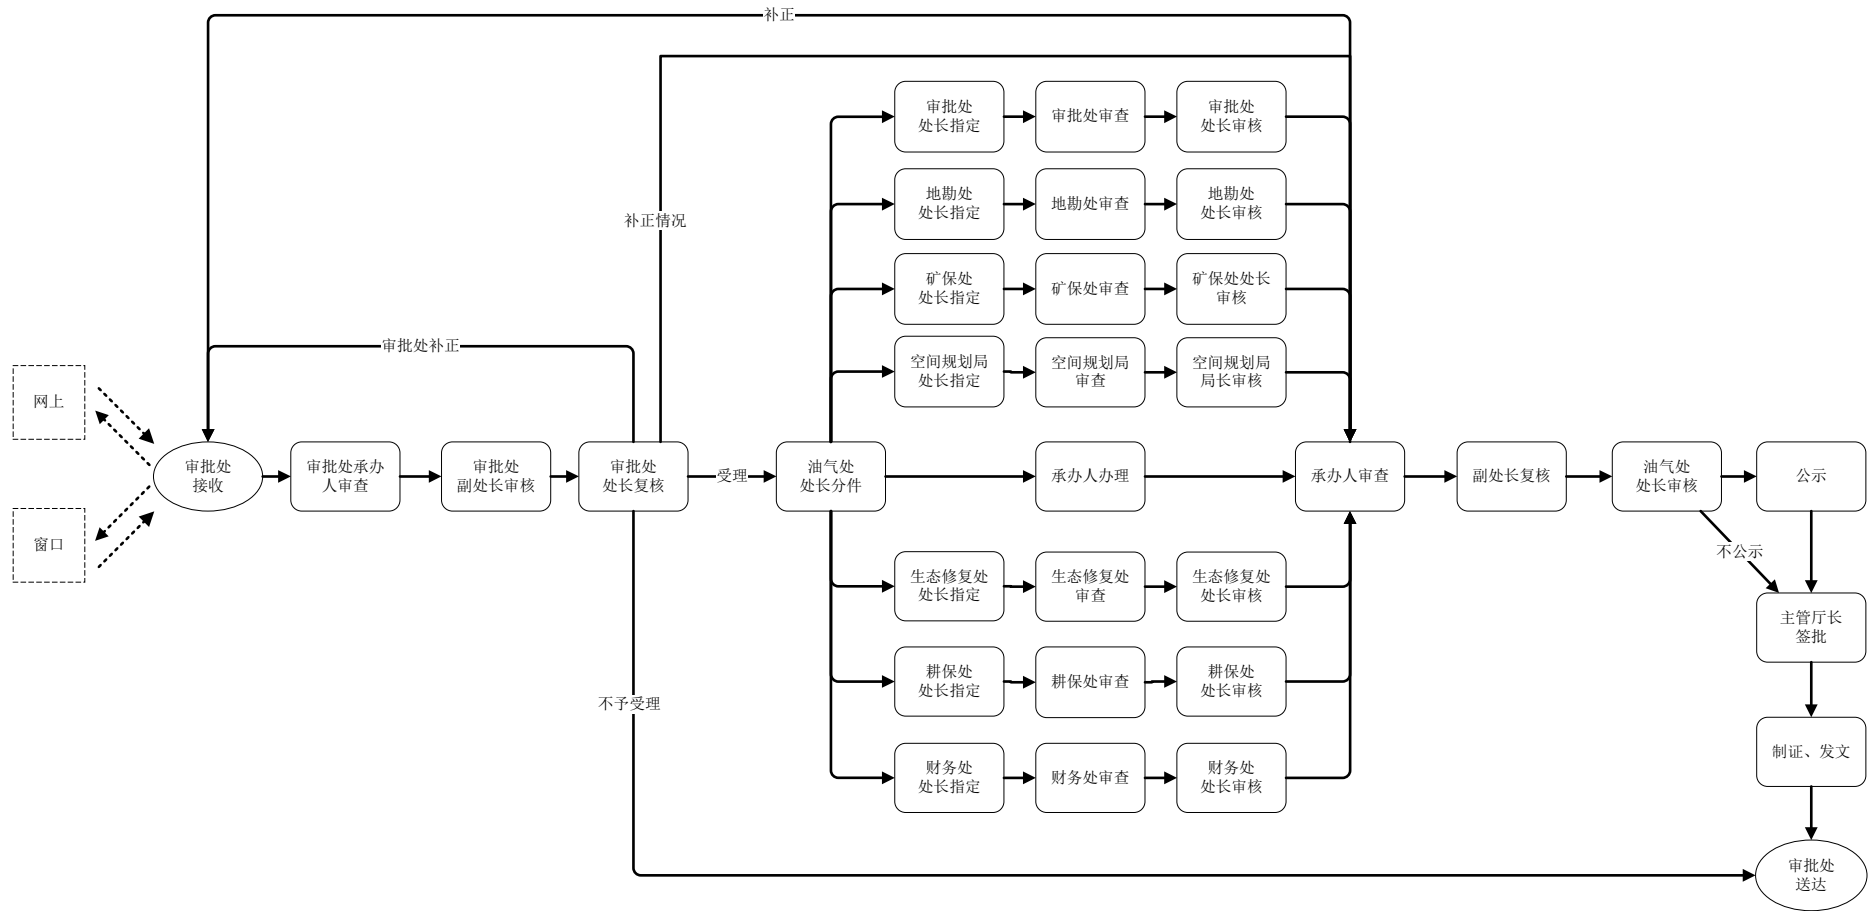 补正
审批处
处长指定
审批处审查
审批处
处长审核
地勘处
处长指定
地勘处审查
地勘处
处长审核
补正情况
矿保处
处长指定
矿保处审查
矿保处处长
审核
审批处补正
空间规划局
处长指定
空间规划局
审查
空间规划局
局长审核
网上
审批处
接收
审批处承办
人审查
审批处
副处长审核
审批处
处长复核
受理
油气处
处长分件
承办人办理
承办人审查
副处长复核
油气处
处长审核
公示
窗口
不公示
生态修复处
处长指定
生态修复处
审查
生态修复处
处长审核
主管厅长
签批
耕保处
处长指定
耕保处审查
耕保处
处长审核
不予受理
制证、发文
财务处
处长指定
财务处审查
财务处
处长审核
审批处
送达